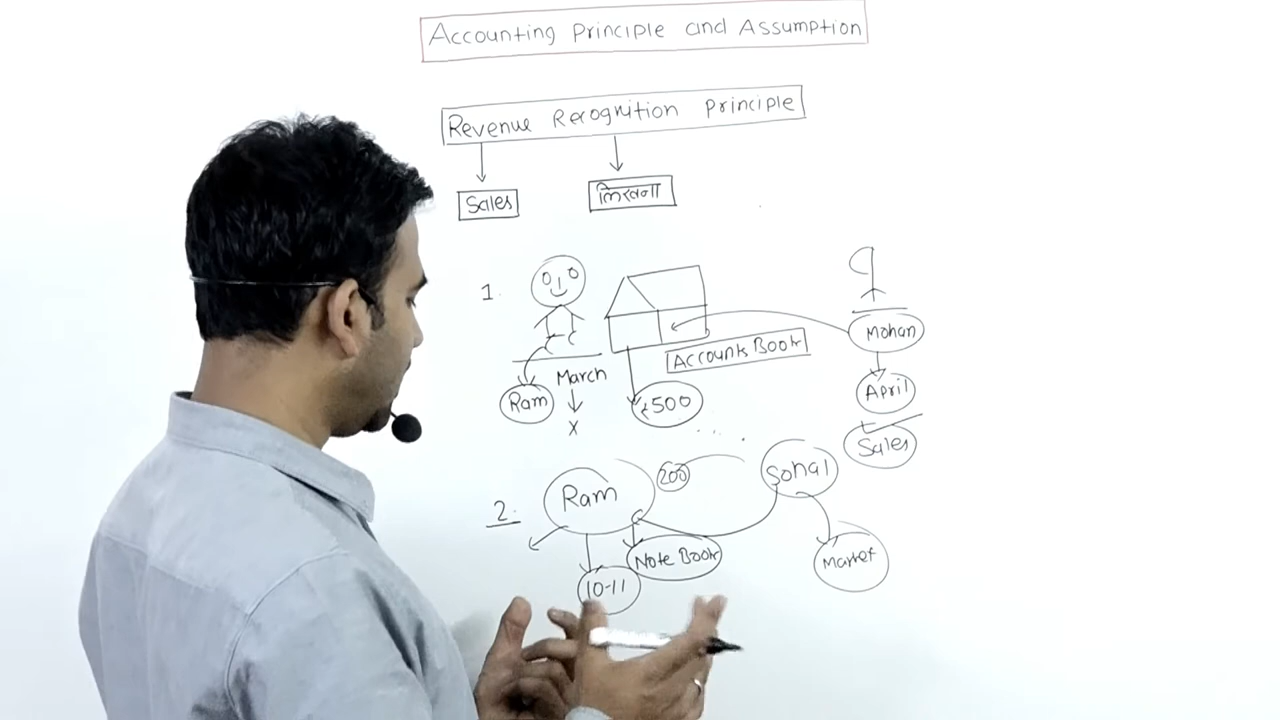 Accounting Principle and Assumption
Revenue Recognition Principle
Sales
लिखना
1.
Mohan
Accounts Book
March
Ram
₹500
April
X
Sales
2.
Ram
200
Sohal
Note Book
Market
10-11